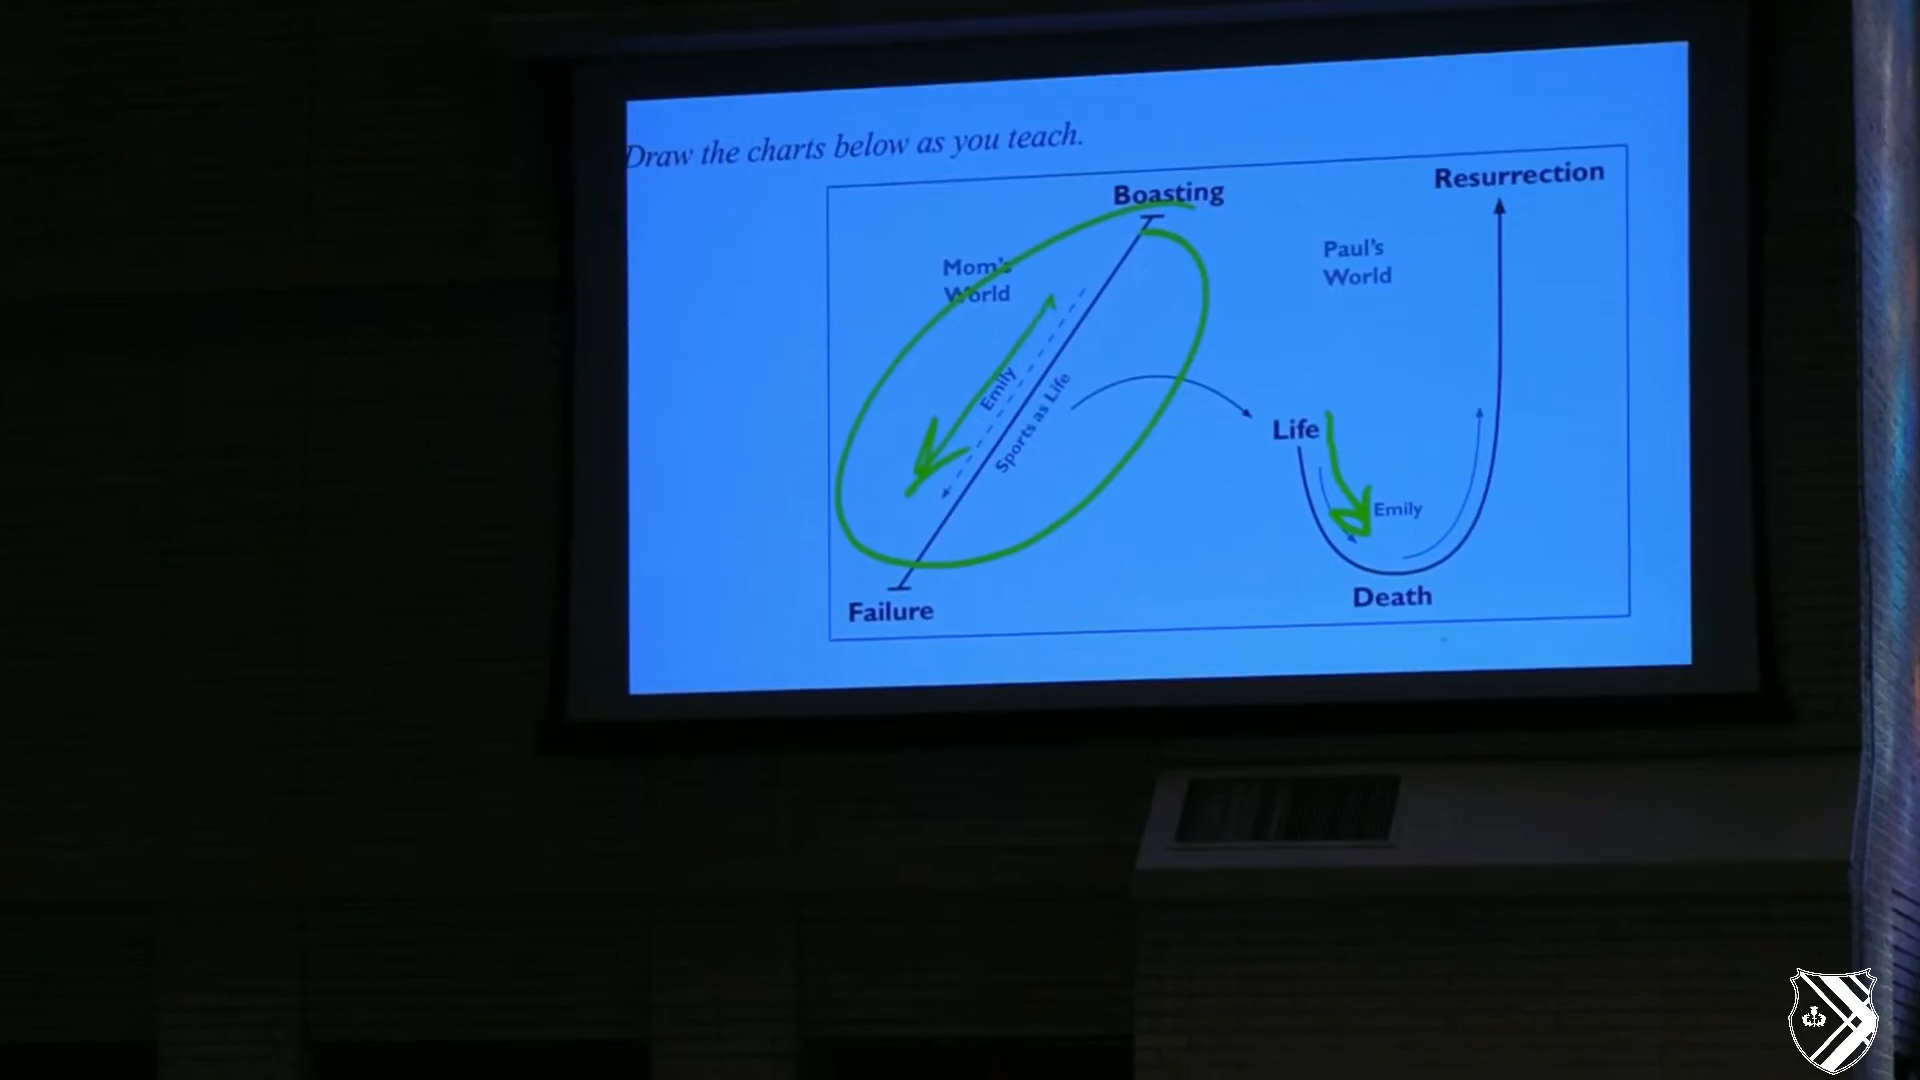 Draw the charts below as you teach.
Boasting
Resurrection
Mom's
World
Paul's
World
Emily
Sports as Life
Life
Emily
Death
Failure